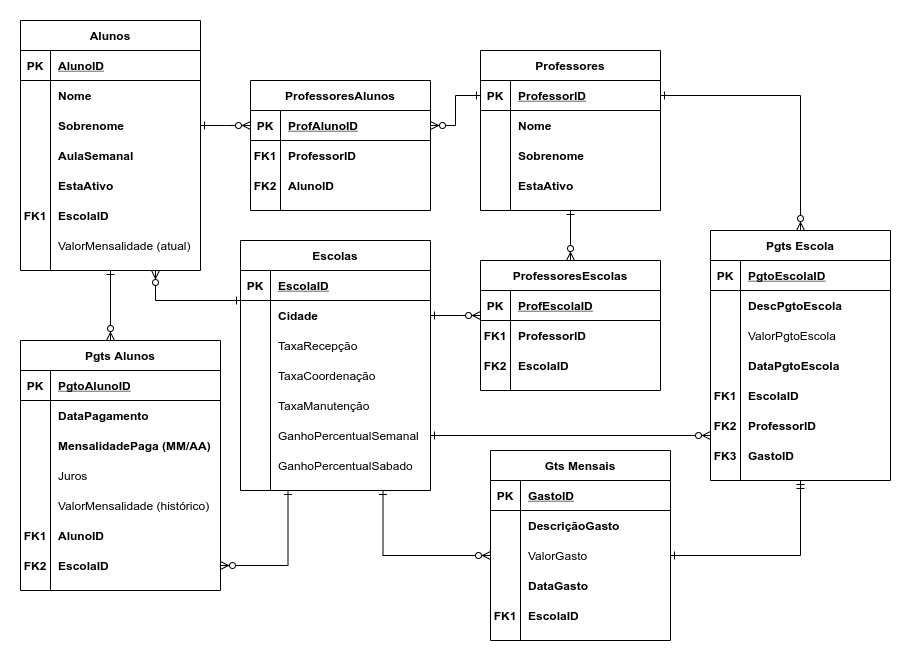 Alunos
PK AlunoID
Nome
Sobrenome
AulaSemanal
EstaAtivo
FK1 EscolaID
ValorMensalidade (atual)
ProfessoresAlunos
PK ProfAlunoID
FK1 ProfessorID
FK2 AlunoID
Professores
PK ProfessorID
Nome
Sobrenome
EstaAtivo
Escolas
PK EscolaID
Cidade
TaxaRecepção
TaxaCoordenação
TaxaManutenção
GanhoPercentualSemanal
GanhoPercentualSabado
ProfessoresEscolas
PK ProfEscolaID
FK1 ProfessorID
FK2 EscolaID
Pgts Escola
PK PgtoEscolaID
DescPgtoEscola
ValorPgtoEscola
DataPgtoEscola
FK1 EscolaID
FK2 ProfessorID
FK3 GastoID
Pgts Alunos
PK PgtoAlunoID
DataPagamento
MensalidadePaga (MM/AA)
Juros
ValorMensalidade (histórico)
FK1 AlunoID
FK2 EscolaID
Gts Mensais
PK GastoID
DescriçãoGasto
ValorGasto
DataGasto
FK1 EscolaID